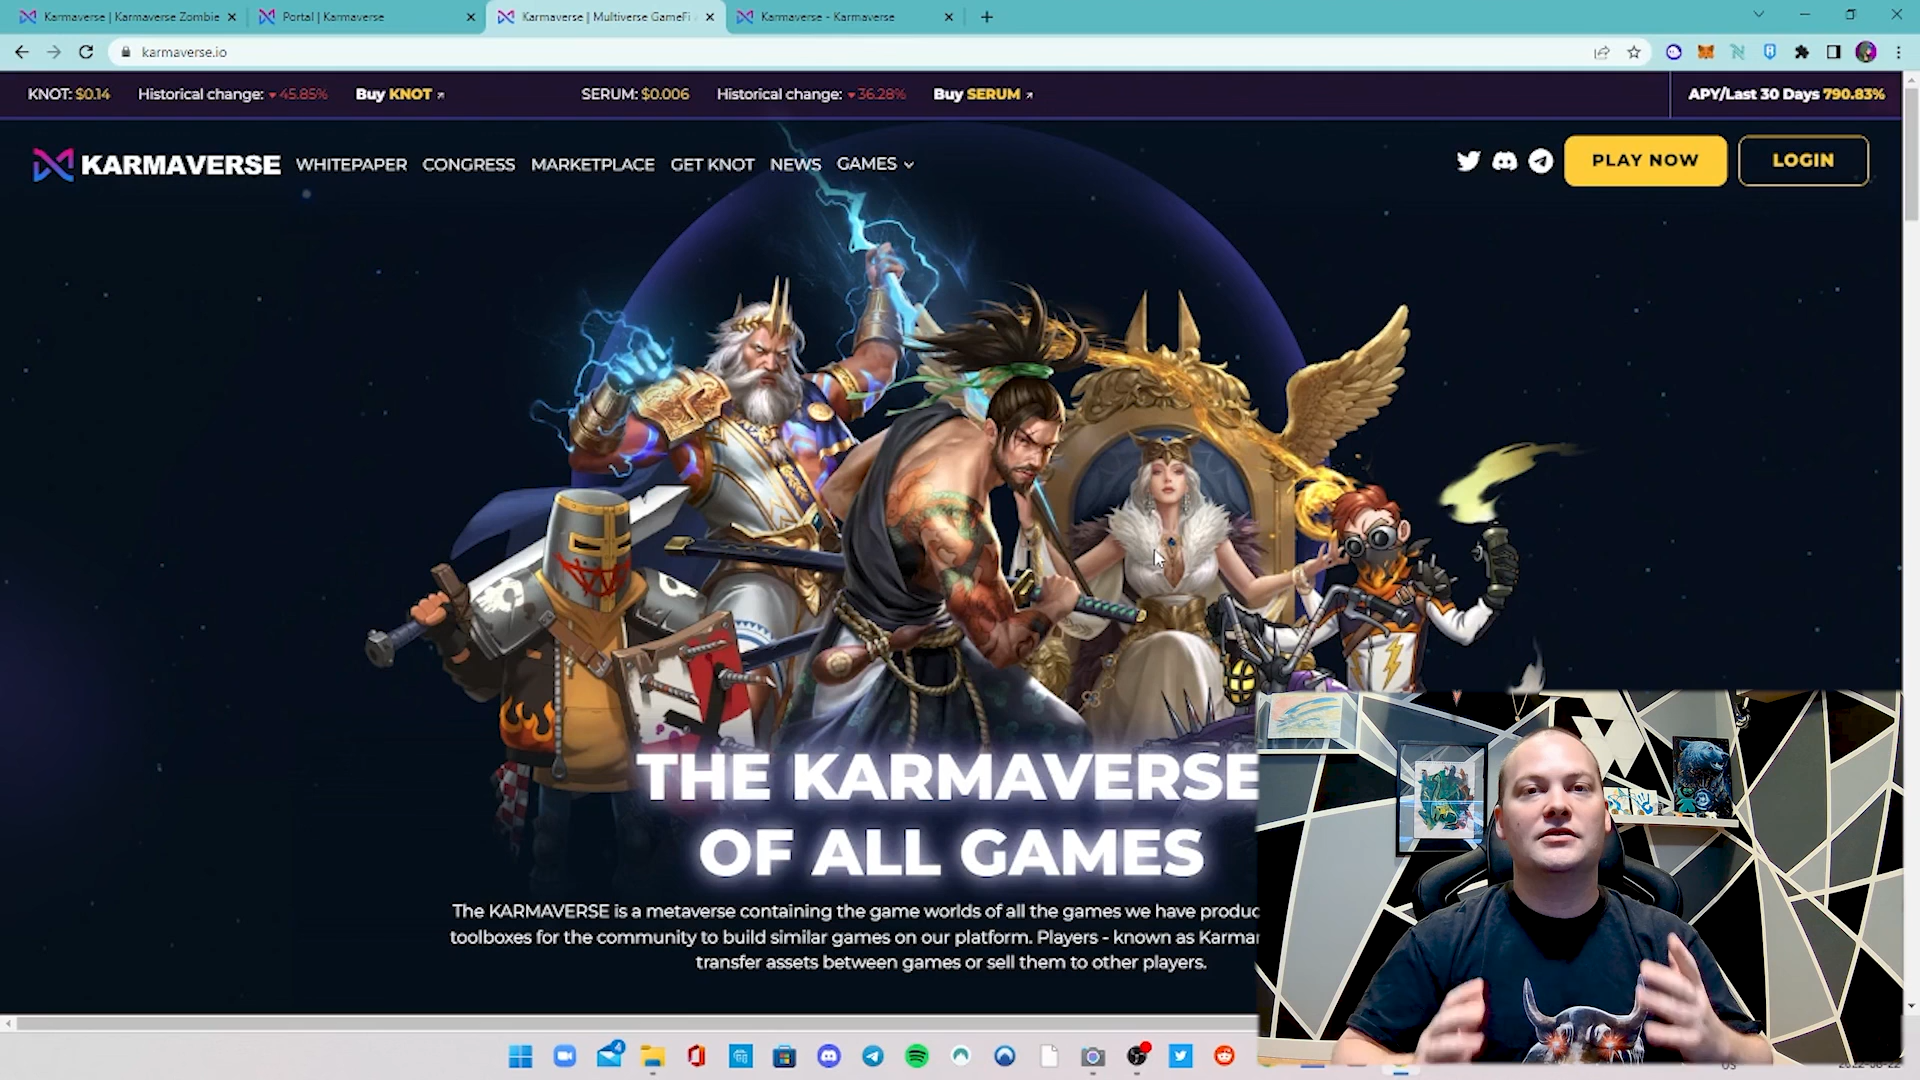 Karmaverse | Karmaverse Zombie
Portal | Karmaverse
Karmaverse | Multiverse GameFi
Karmaverse - Karmaverse
karmaverse.io
KNOT: $0.14 Historical change: 45.85% Buy KNOT
SERUM: $0.006 Historical change: 36.28% Buy SERUM
APY/Last 30 Days 790.83%
KARMAVERSE WHITEPAPER CONGRESS MARKETPLACE GET KNOT NEWS GAMES
PLAY NOW LOGIN
THE KARMAVERSE
OF ALL GAMES
The KARMAVERSE is a metaverse containing the game worlds of all the games we have produc
toolboxes for the community to build similar games on our platform. Players - known as Karmar
transfer assets between games or sell them to other players.
4